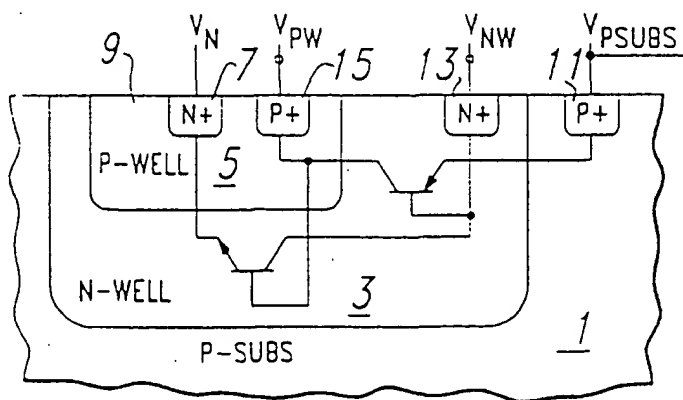 V_N V_PW V_NW V_PSUBS
9 7 15 13 11
N+ P+ N+ P+
P-WELL 5
N-WELL 3
P-SUBS 1